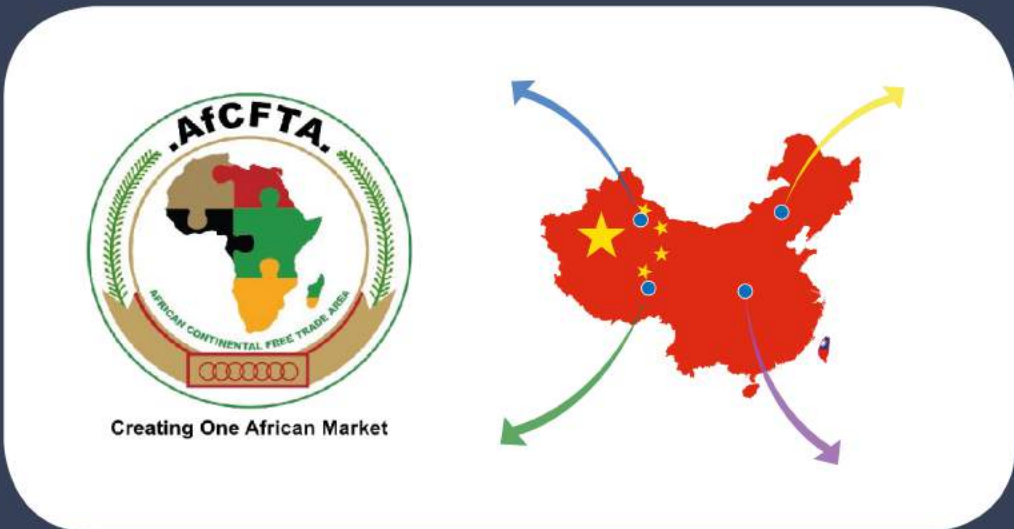 .AfCFTA.
AFRICAN CONTINENTAL FREE TRADE AREA
Creating One African Market